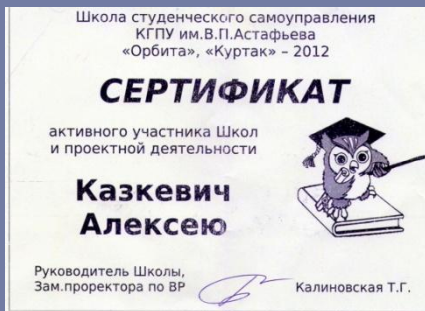 Школа студенческого самоуправления
КГПУ им.В.П.Астафьева
«Орбита», «Куртак» – 2012
СЕРТИФИКАТ
активного участника Школ
и проектной деятельности
Казкевич
Алексею
Руководитель Школы,
Зам.проректора по ВР
Калиновская Т.Г.